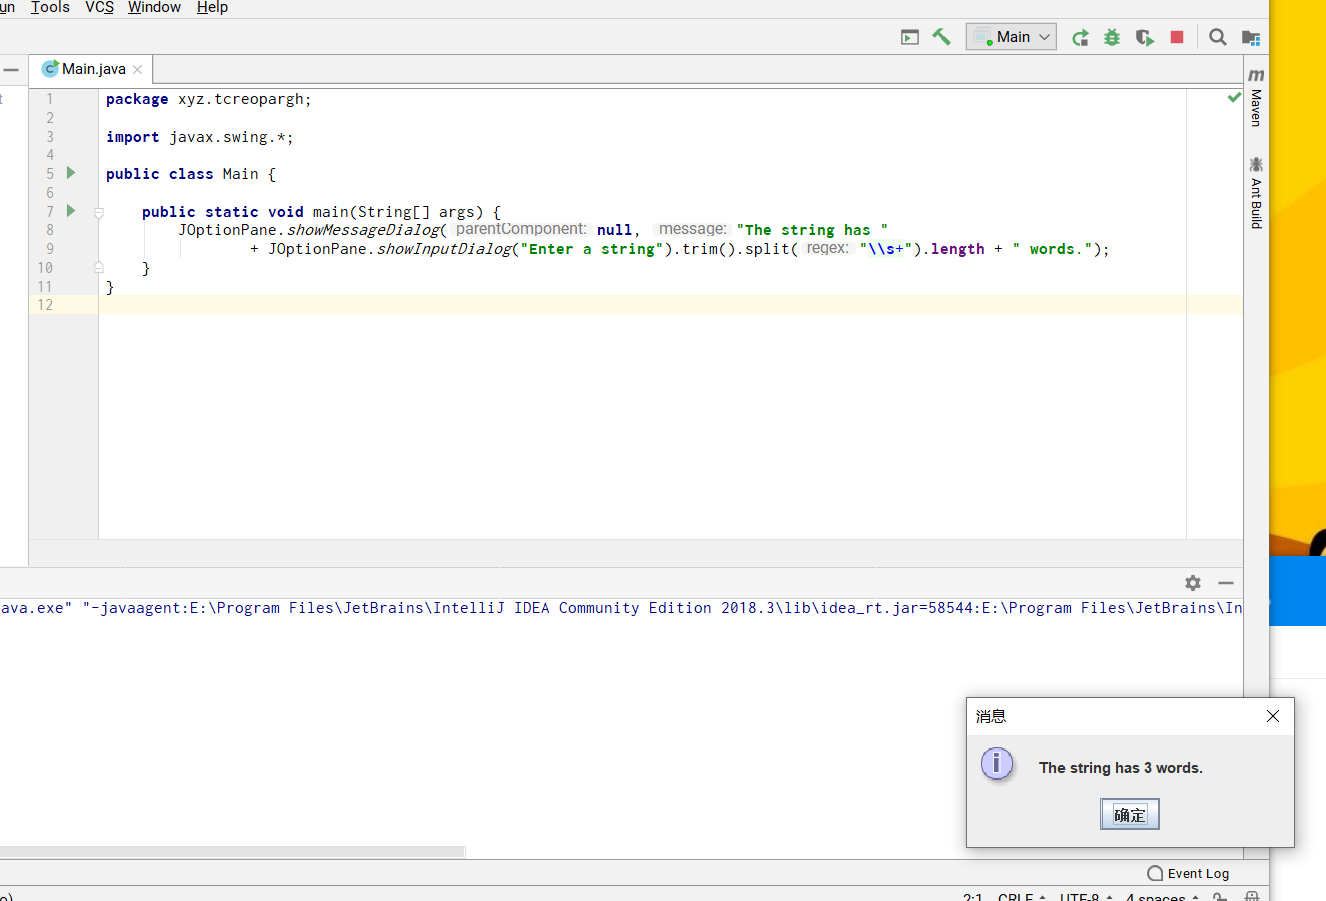 un Tools VCS Window Help
Main
Main.java
1 package xyz.tcreopargh;
2
3 import javax.swing.*;
4
5 public class Main {
6
7 public static void main(String[] args) {
8 JOptionPane.showMessageDialog( parentComponent: null, message: "The string has "
9 + JOptionPane.showInputDialog("Enter a string").trim().split( regex: "\\s+").length + " words.");
10 }
11 }
12
Maven
Ant Build
ava.exe" "-javaagent:E:\Program Files\JetBrains\IntelliJ IDEA Community Edition 2018.3\lib\idea_rt.jar=58544:E:\Program Files\JetBrains\In
消息
The string has 3 words.
确定
Event Log
2:1 CRLF UTF-8 4 spaces